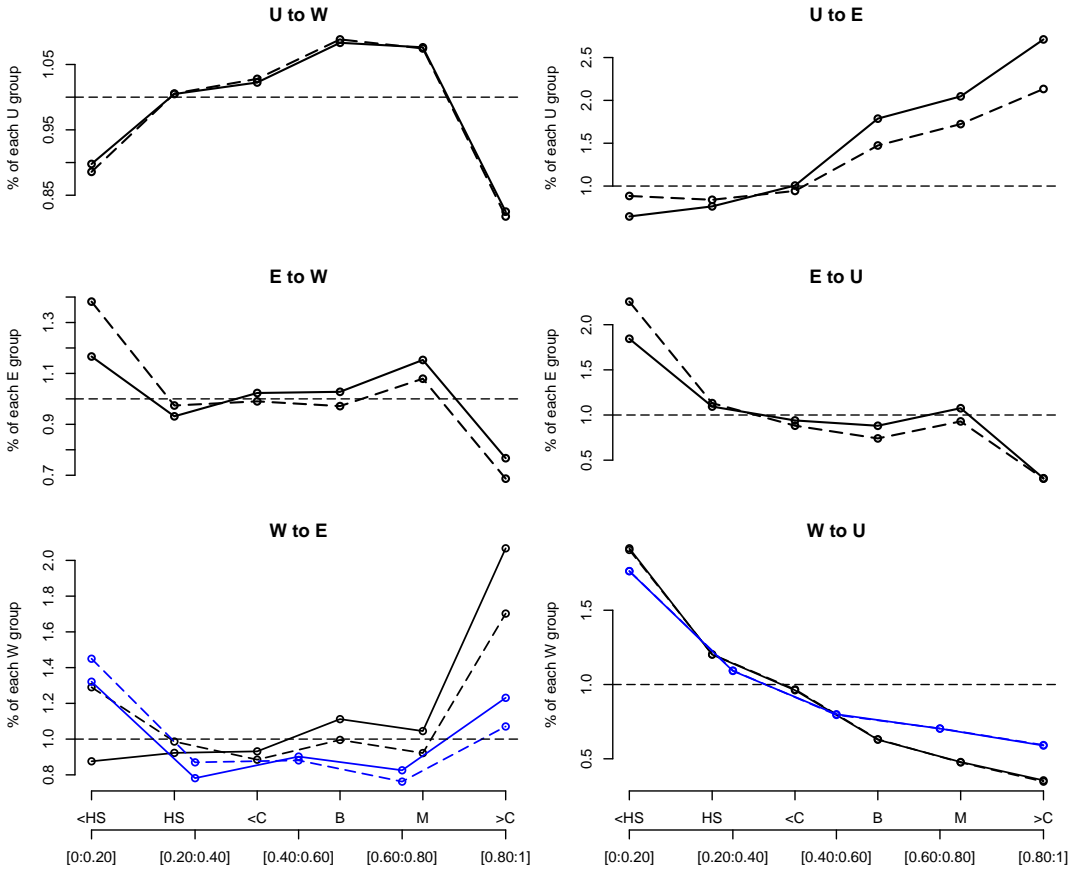 U to W
U to E
% of each U group
0.85
0.95
1.05
% of each U group
1.0
1.5
2.0
2.5
E to W
E to U
% of each E group
0.7
0.9
1.1
1.3
% of each E group
0.5
1.0
1.5
2.0
W to E
W to U
% of each W group
0.8
1.0
1.2
1.4
1.6
1.8
2.0
% of each W group
0.5
1.0
1.5
<HS HS <C B M >C
[0:0.20] [0.20:0.40] [0.40:0.60] [0.60:0.80] [0.80:1]
<HS HS <C B M >C
[0:0.20] [0.20:0.40] [0.40:0.60] [0.60:0.80] [0.80:1]